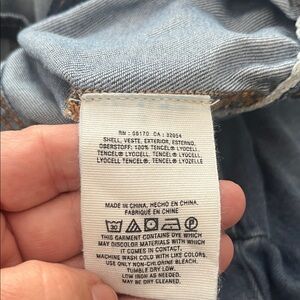 RN : 06170 CA : 32054
SHELL, VESTE, EXTERIOR, ESTERNO,
OBERSTOFF: 100% TENCEL® LYOCELL,
TENCEL® LYOCELL, TENCEL® LYOCELL,
LYOCELL TENCEL®, TENCEL® LYOZELLE
MADE IN CHINA, HECHO EN CHINA,
FABRIQUÉ EN CHINE
THIS GARMENT CONTAINS DYE THAT
MAY DISCOLOR MATERIALS WITH WHICH
IT COMES IN CONTACT.
MACHINE WASH COLD WITH LIKE COLORS.
USE ONLY NON-CHLORINE BLEACH.
TUMBLE DRY LOW.
LOW IRON AS NEEDED.
MAY BE DRY CLEANED.